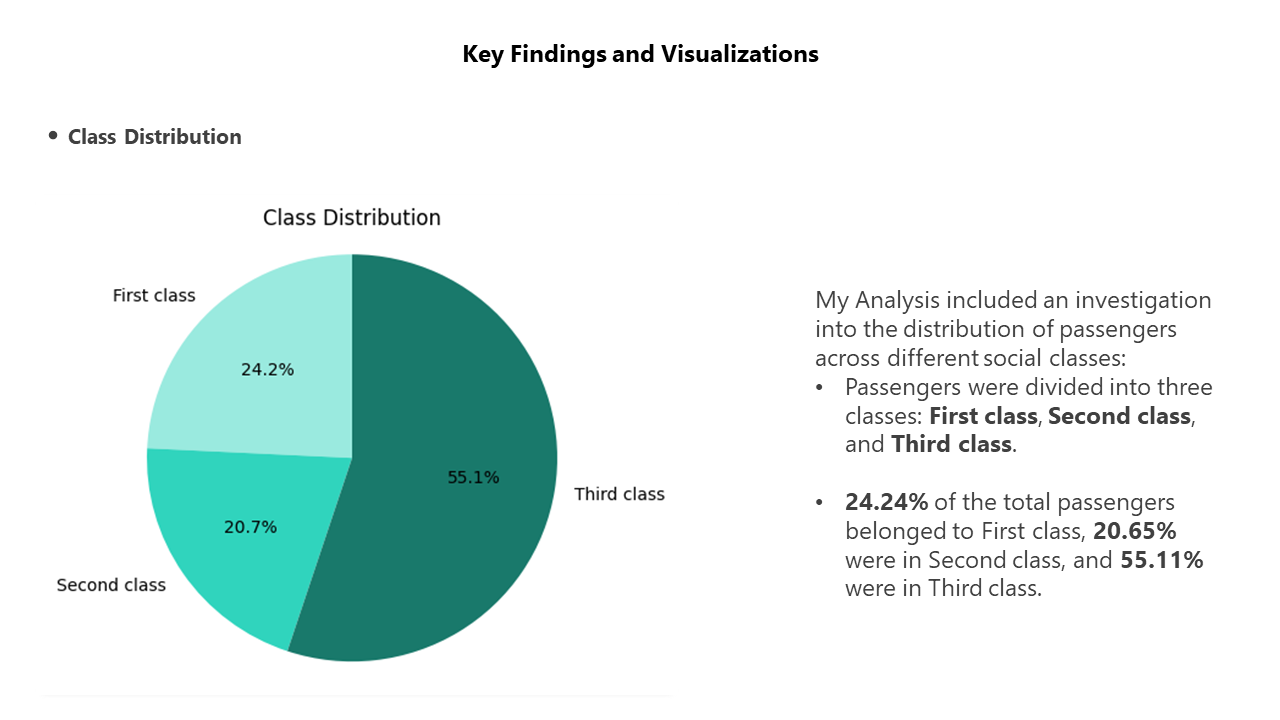 Key Findings and Visualizations
• Class Distribution
Class Distribution
First class
24.2%
55.1%
Third class
20.7%
Second class
My Analysis included an investigation
into the distribution of passengers
across different social classes:
• Passengers were divided into three
classes: First class, Second class,
and Third class.
• 24.24% of the total passengers
belonged to First class, 20.65%
were in Second class, and 55.11%
were in Third class.